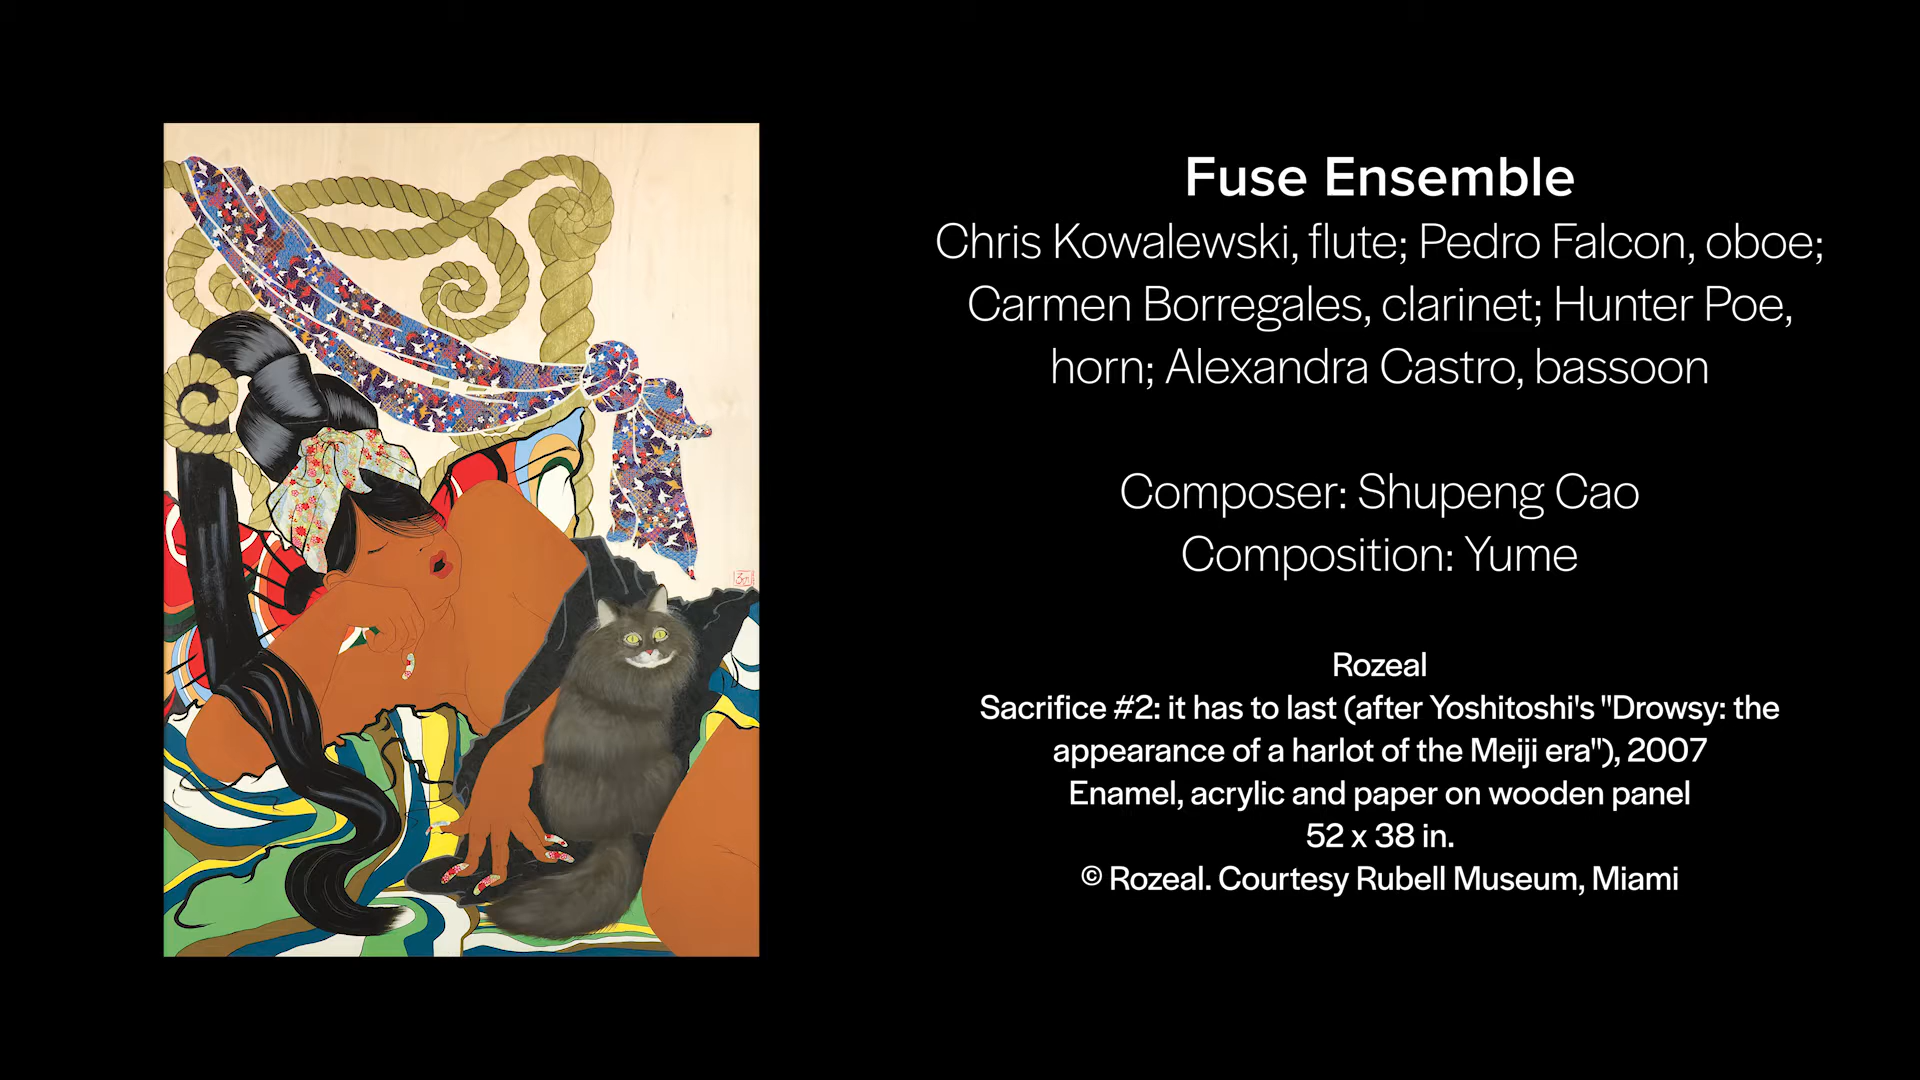 Fuse Ensemble
Chris Kowalewski, flute; Pedro Falcon, oboe;
Carmen Borregales, clarinet; Hunter Poe,
horn; Alexandra Castro, bassoon
Composer: Shupeng Cao
Composition: Yume
Rozeal
Sacrifice #2: it has to last (after Yoshitoshi's "Drowsy: the
appearance of a harlot of the Meiji era"), 2007
Enamel, acrylic and paper on wooden panel
52 x 38 in.
© Rozeal. Courtesy Rubell Museum, Miami